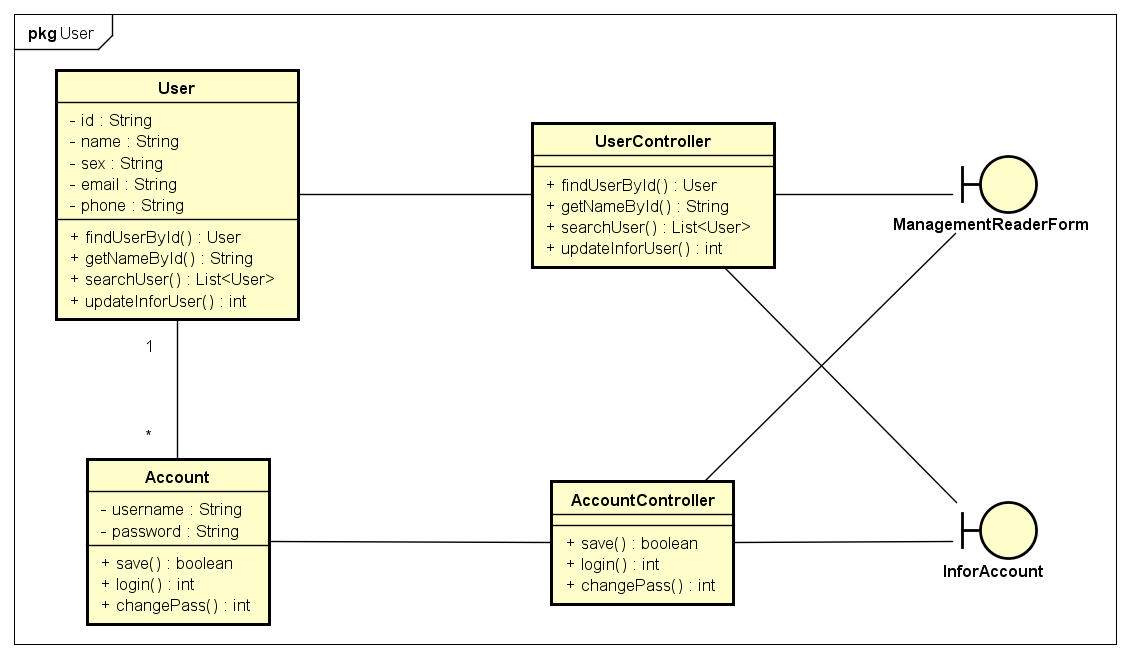 pkg User
User
- id : String
- name : String
- sex : String
- email : String
- phone : String
+ findUserById() : User
+ getNameById() : String
+ searchUser() : List<User>
+ updateInforUser() : int
UserController
+ findUserById() : User
+ getNameById() : String
+ searchUser() : List<User>
+ updateInforUser() : int
ManagementReaderForm
1
*
Account
- username : String
- password : String
+ save() : boolean
+ login() : int
+ changePass() : int
AccountController
+ save() : boolean
+ login() : int
+ changePass() : int
InforAccount